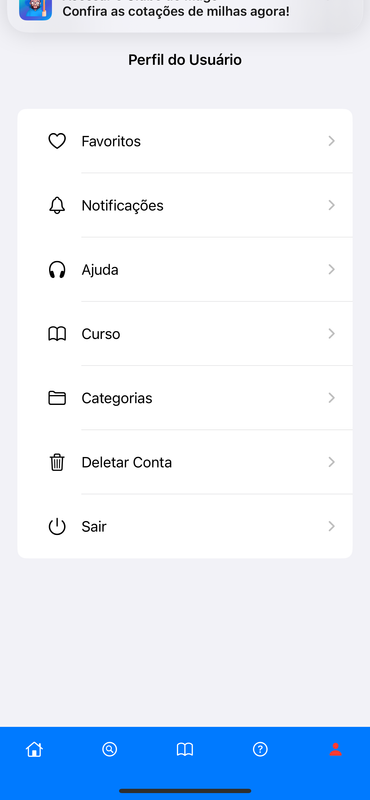 Confira as cotações de milhas agora!
Perfil do Usuário
Favoritos
Notificações
Ajuda
Curso
Categorias
Deletar Conta
Sair